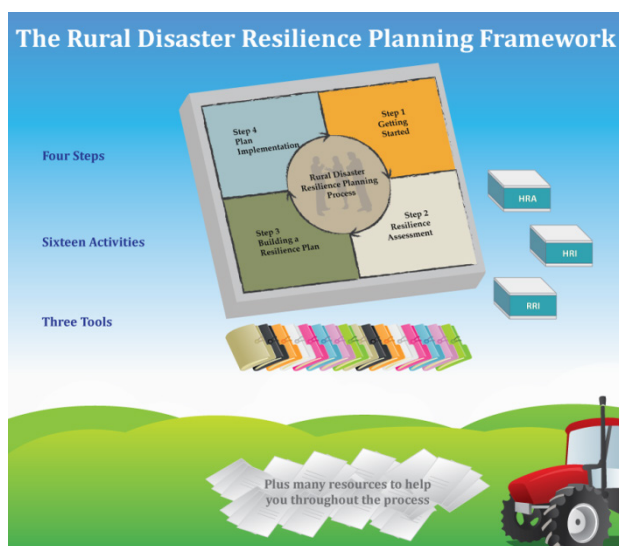 The Rural Disaster Resilience Planning Framework
Step 4
Plan
Implementation
Step 1
Getting
Started
Four Steps
Rural Disaster
Resilience Planning
Process
HRA
Step 2
Resilience
Assessment
Step 3
Building a
Resilience Plan
Sixteen Activities
HRI
RRI
Three Tools
Plus many resources to help
you throughout the process